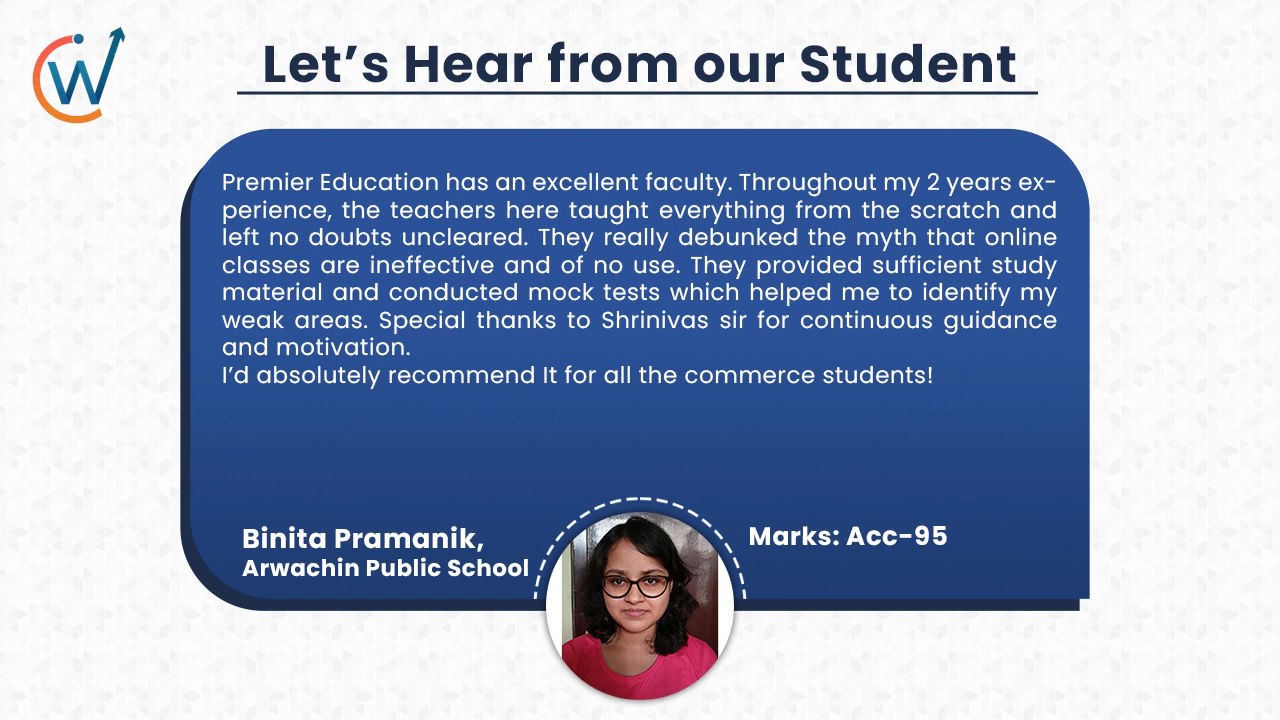 Let's Hear from our Student
Premier Education has an excellent faculty. Throughout my 2 years ex-
perience, the teachers here taught everything from the scratch and
left no doubts uncleared. They really debunked the myth that online
classes are ineffective and of no use. They provided sufficient study
material and conducted mock tests which helped me to identify my
weak areas. Special thanks to Shrinivas sir for continuous guidance
and motivation.
I'd absolutely recommend It for all the commerce students!
Binita Pramanik,
Arwachin Public School
Marks: Acc-95